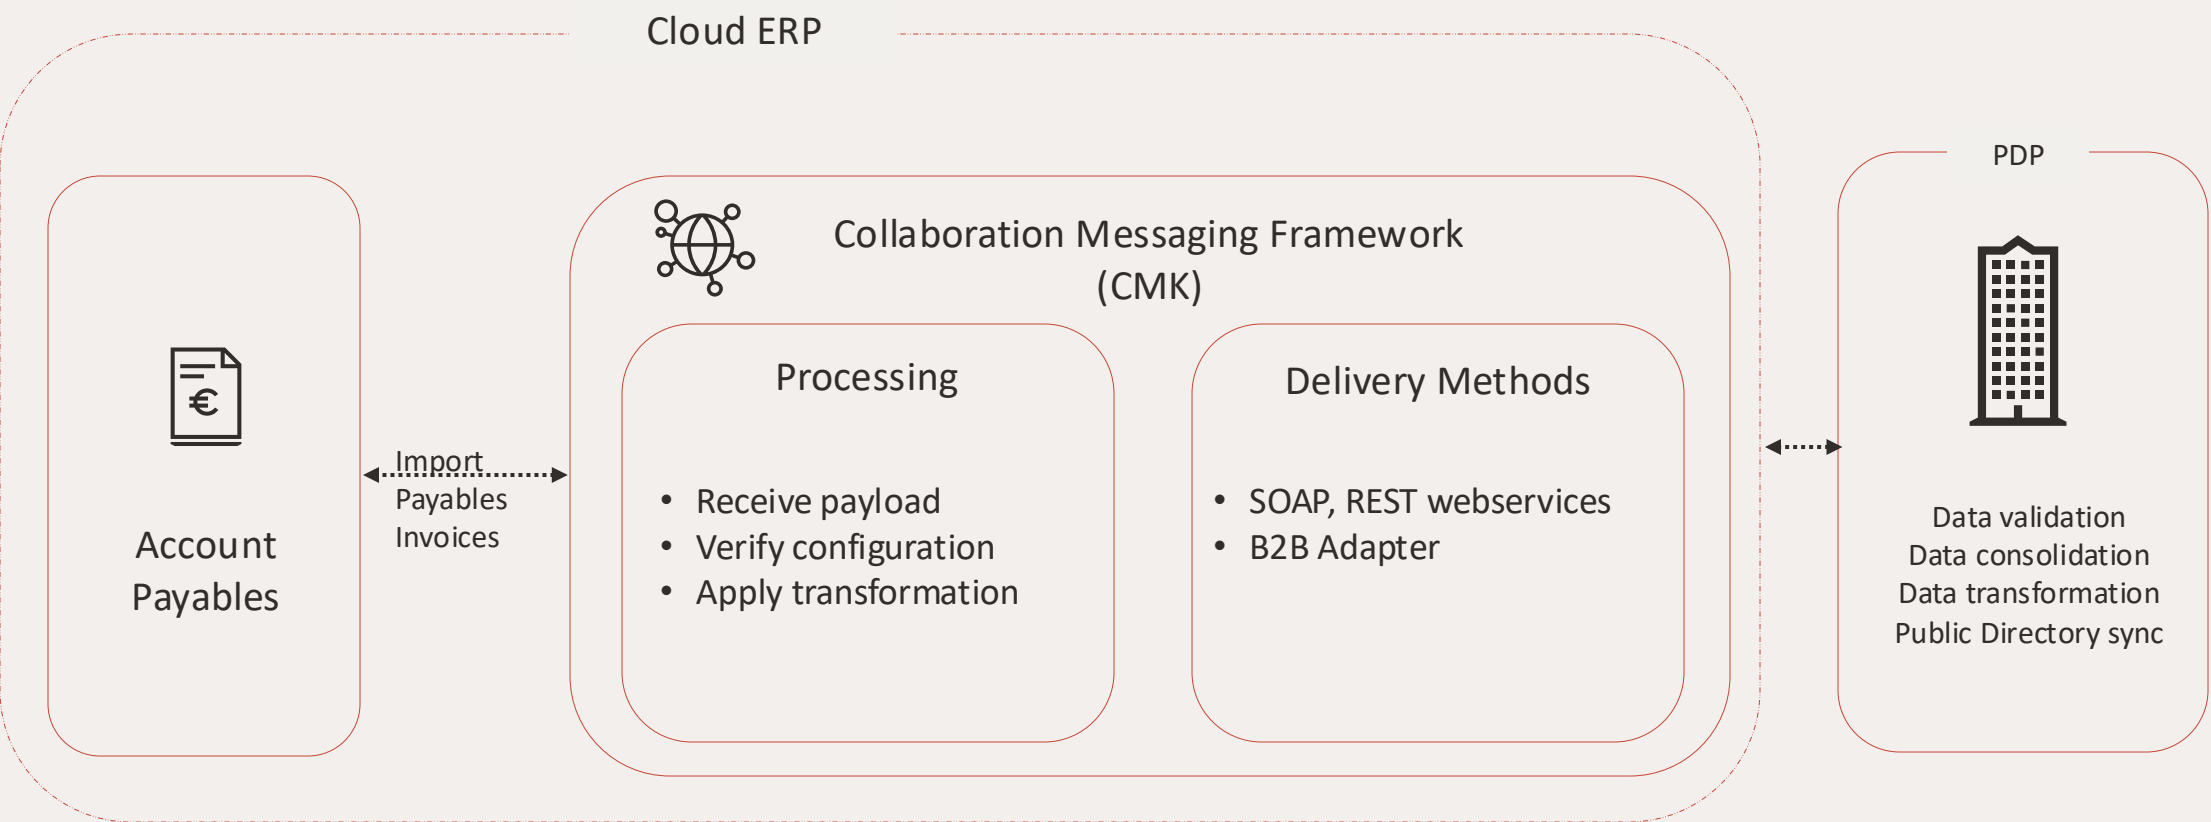 Cloud ERP
PDP
Account
Payables
Import
Payables
Invoices
Collaboration Messaging Framework
(CMK)
Processing
• Receive payload
• Verify configuration
• Apply transformation
Delivery Methods
• SOAP, REST webservices
• B2B Adapter
Data validation
Data consolidation
Data transformation
Public Directory sync